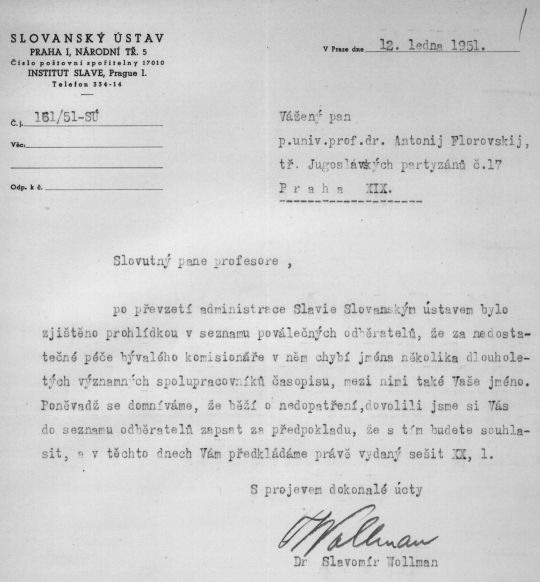 SLOVANSKÝ ÚSTAV
PRAHA I, NÁRODNÍ TŘ. 5
Číslo poštovní spořitelny 17010
INSTITUT SLAVE, Prague I.
Telefon 334-14
V Praze dne 12. ledna 1951.
Č. j. 151/51-SÚ
Věc:
Odp. k č.
Vážený pan
p.univ.prof.dr. Antonij Florovskij,
tř. Jugoslávkých partyzánů č.17
P r a h a XIX.
Slovutný pane profesore ,
po převzetí administrace Slavie Slovanským ústavem bylo
zjištěno prohlídkou v seznamu poválečných odběratelů, že za nedosta-
tečné péče bývalého komisionáře v něm chybí jména několika dlouhole-
tých významných spolupracovníků časopisu, mezi nimi také Vaše jméno.
Poněvadž se domníváme, že běží o nedopatření,dovolili jsme si Vás
do seznamu odběratelů zapsat za předpokladu, že s tím budete souhla-
sit, a v těchto dnech Vám předkládáme právě vydaný sešit XX, 1.
S projevem dokonalé úcty
Wollman
Dr Slavomír Wollman